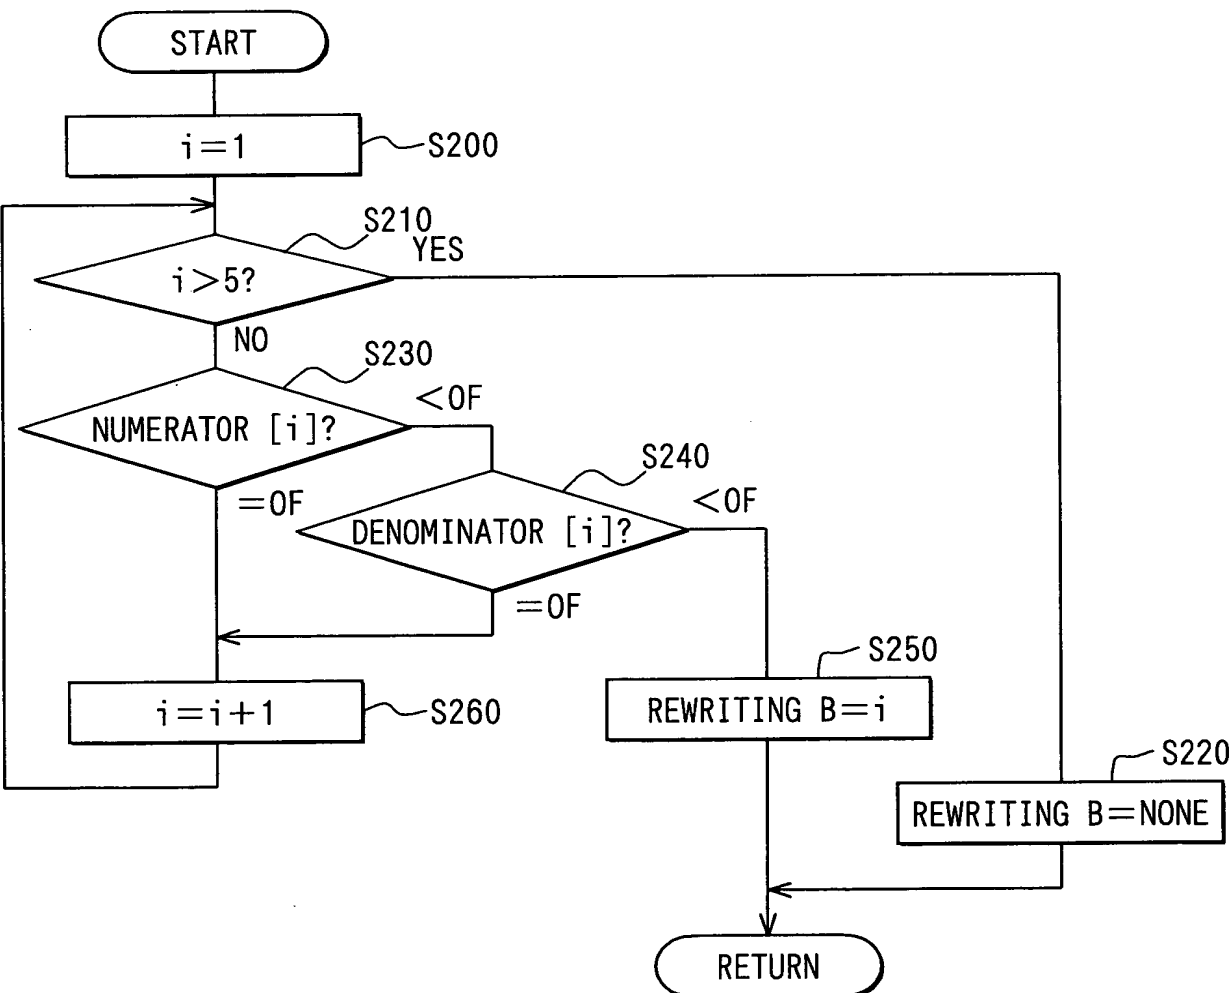 START
i=1
S200
S210
YES
i>5?
NO
S230
<OF
NUMERATOR [i]?
S240
=OF
<OF
DENOMINATOR [i]?
=OF
S250
REWRITING B=i
i=i+1
S260
S220
REWRITING B=NONE
RETURN